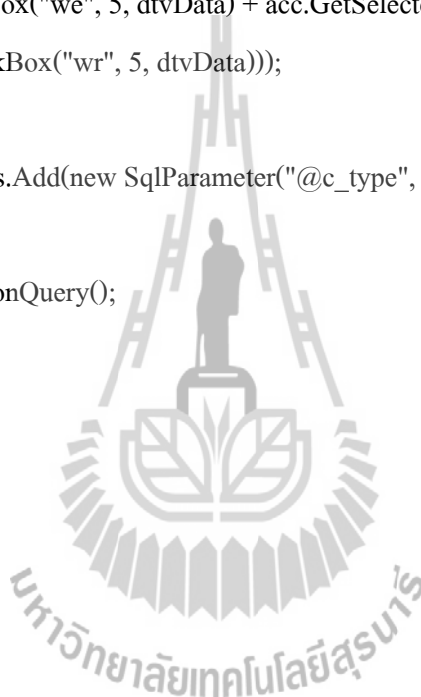 ox("we", 5, dtvData) + acc.GetSelect
kBox("wr", 5, dtvData)));
s.Add(new SqlParameter("@c_type",
onQuery();
มหาวิทยาลัยเทคโนโลยีสุรนารี